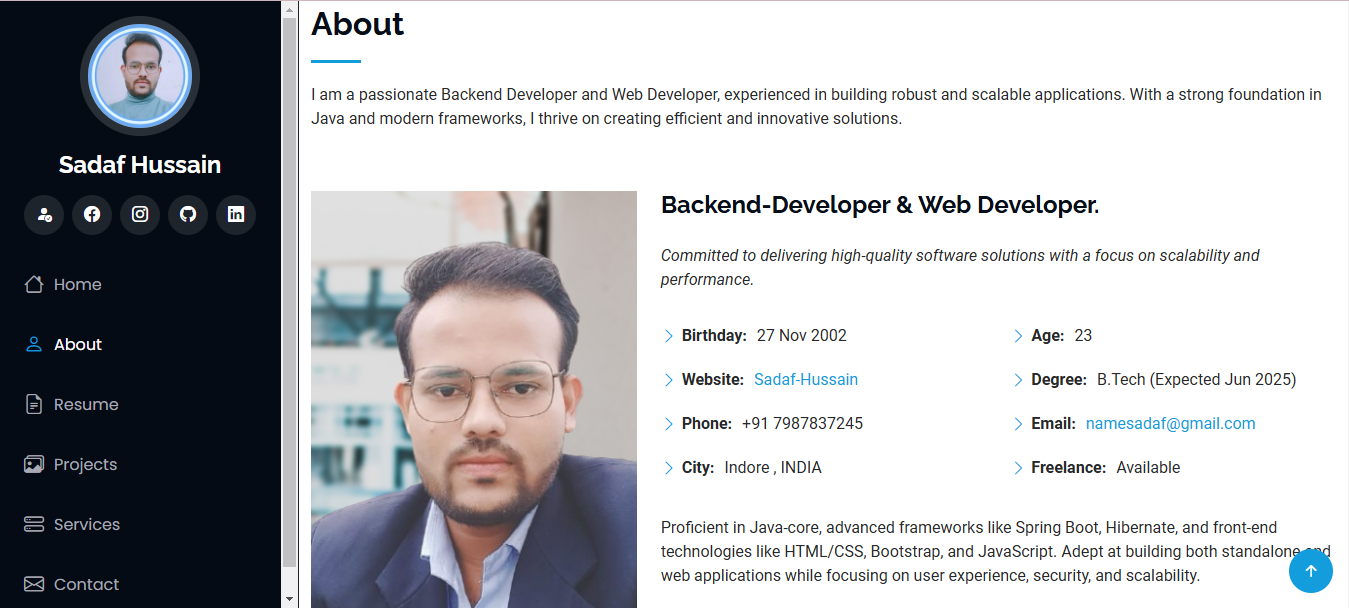 Sadaf Hussain
Home
About
Resume
Projects
Services
Contact
About
I am a passionate Backend Developer and Web Developer, experienced in building robust and scalable applications. With a strong foundation in
Java and modern frameworks, I thrive on creating efficient and innovative solutions.
Backend-Developer & Web Developer.
Committed to delivering high-quality software solutions with a focus on scalability and
performance.
Birthday: 27 Nov 2002
Age: 23
Website: Sadaf-Hussain
Degree: B.Tech (Expected Jun 2025)
Phone: +91 7987837245
Email: namesadaf@gmail.com
City: Indore , INDIA
Freelance: Available
Proficient in Java-core, advanced frameworks like Spring Boot, Hibernate, and front-end
technologies like HTML/CSS, Bootstrap, and JavaScript. Adept at building both standalone and
web applications while focusing on user experience, security, and scalability.